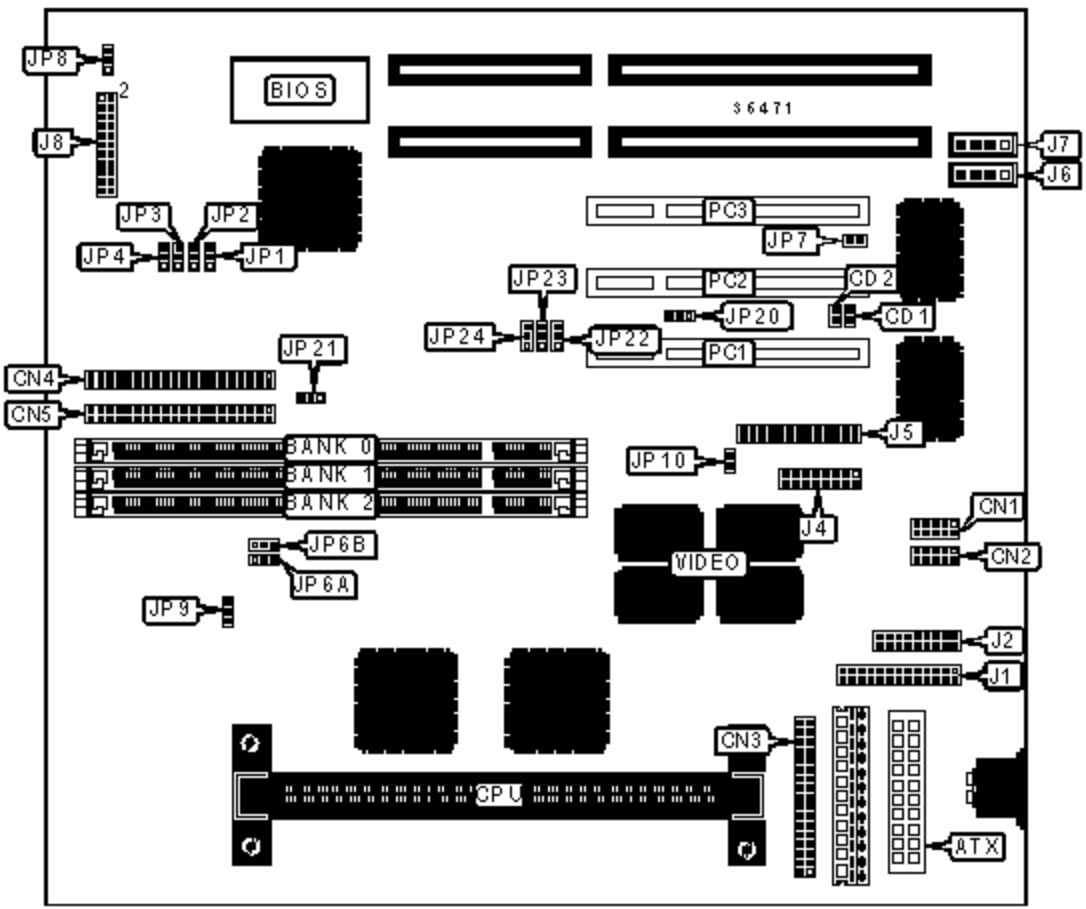 JP8
2
BIOS
36471
J8
J7
J6
JP3
JP2
PC3
JP4
JP1
JP7
JP23
PC2
CD2
JP24
JP22
JP20
CD1
JP21
PC1
CN4
CN5
J5
BANK 0
JP10
BANK 1
BANK 2
J4
CN1
JP6B
VIDEO
CN2
JP6A
JP9
J2
J1
CN3
CPU
ATX